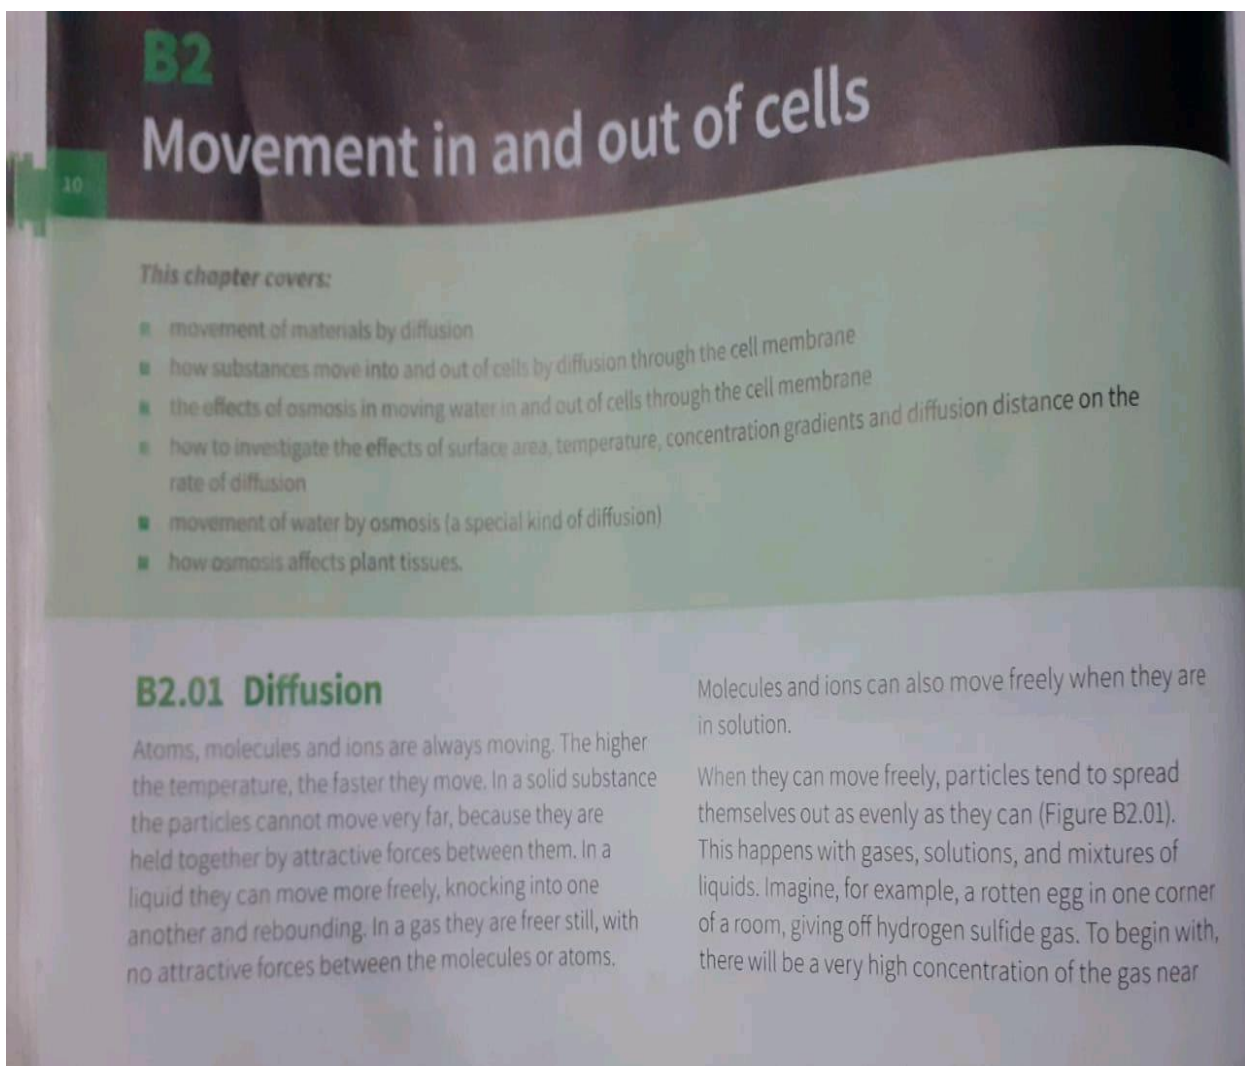 B2
Movement in and out of cells
10
This chapter covers:
■ movement of materials by diffusion
■ how substances move into and out of cells by diffusion through the cell membrane
■ the effects of osmosis in moving water in and out of cells through the cell membrane
■ how to investigate the effects of surface area, temperature, concentration gradients and diffusion distance on the
rate of diffusion
■ movement of water by osmosis (a special kind of diffusion)
■ how osmosis affects plant tissues.
B2.01 Diffusion
Atoms, molecules and ions are always moving. The higher
the temperature, the faster they move. In a solid substance
the particles cannot move very far, because they are
held together by attractive forces between them. In a
liquid they can move more freely, knocking into one
another and rebounding. In a gas they are freer still, with
no attractive forces between the molecules or atoms.
Molecules and ions can also move freely when they are
in solution.
When they can move freely, particles tend to spread
themselves out as evenly as they can (Figure B2.01).
This happens with gases, solutions, and mixtures of
liquids. Imagine, for example, a rotten egg in one corner
of a room, giving off hydrogen sulfide gas. To begin with,
there will be a very high concentration of the gas near